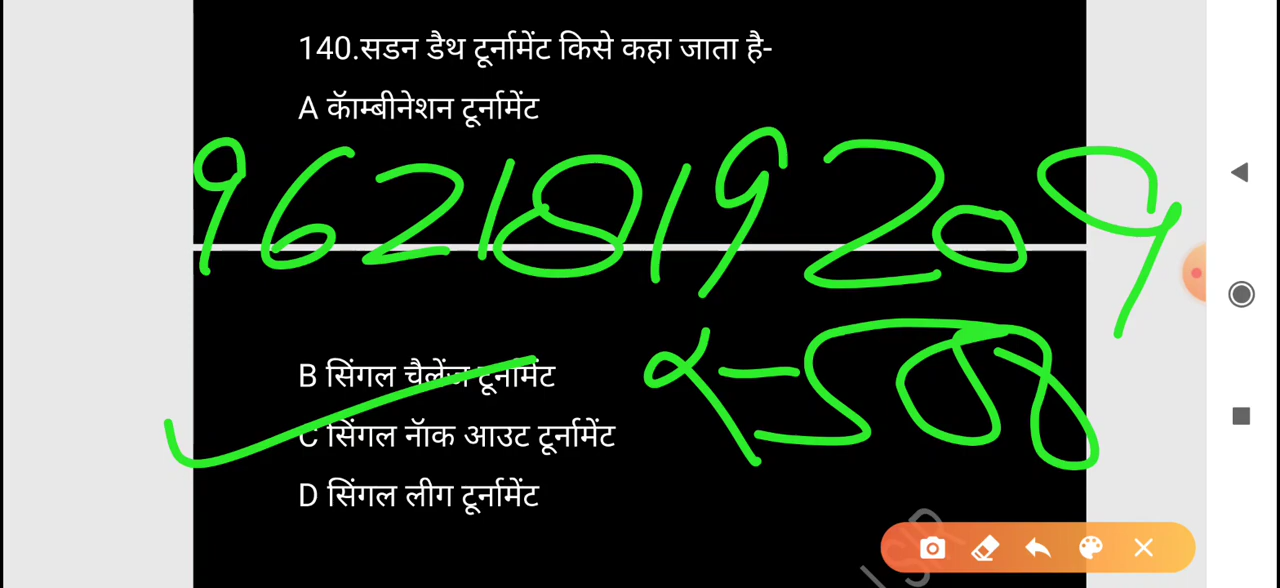 140.सडन डैथ टूर्नामेंट किसे कहा जाता है-
A कॅाम्बीनेशन टूर्नामेंट
9621819209
B सिंगल चैलेंज टूर्नामेंट
C सिंगल नॅाक आउट टूर्नामेंट
D सिंगल लीग टूर्नामेंट